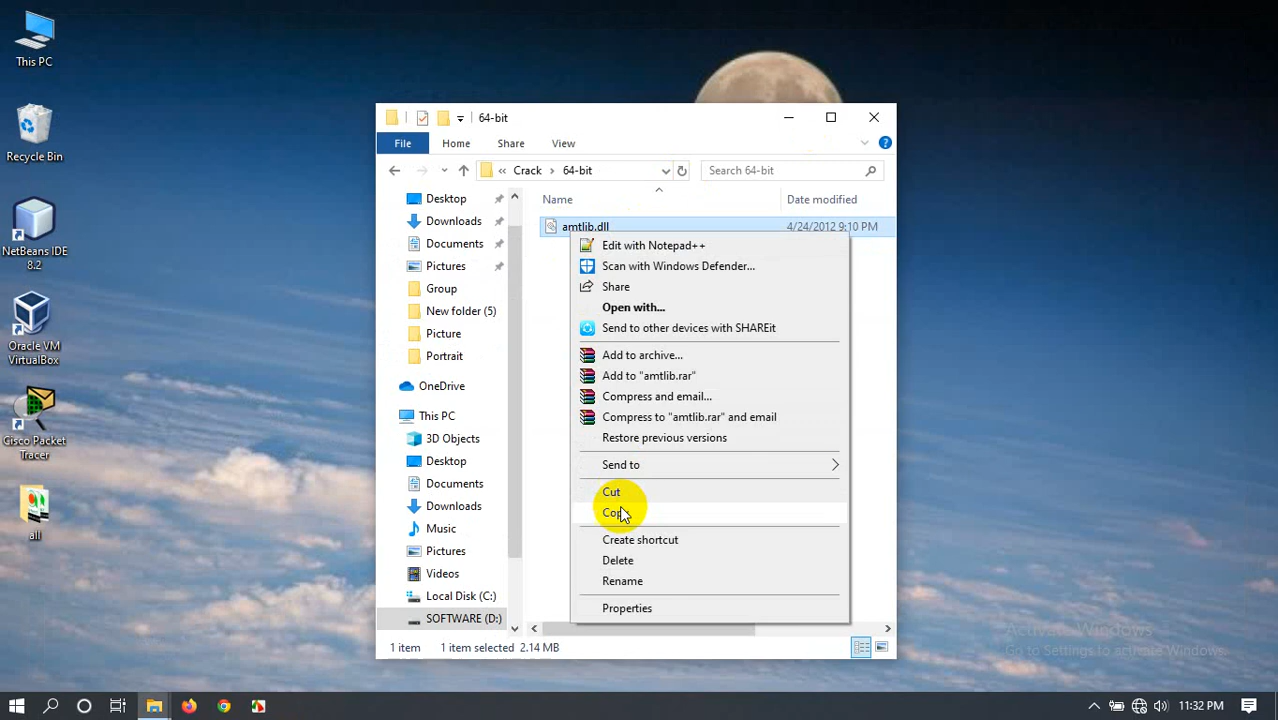 This PC
Recycle Bin
NetBeans IDE
8.2
Oracle VM
VirtualBox
Cisco Packet
Tracer
all
64-bit
File
Home
Share
View
Crack
64-bit
Search 64-bit
Name
Date modified
Desktop
Downloads
Documents
Pictures
Group
New folder (5)
Picture
Portrait
OneDrive
This PC
3D Objects
Desktop
Documents
Downloads
Music
Pictures
Videos
Local Disk (C:)
SOFTWARE (D:)
amtlib.dll
4/24/2012 9:10 PM
Edit with Notepad++
Scan with Windows Defender...
Share
Open with...
Send to other devices with SHAREit
Add to archive...
Add to "amtlib.rar"
Compress and email...
Compress to "amtlib.rar" and email
Restore previous versions
Send to
Cut
Copy
Create shortcut
Delete
Rename
Properties
1 item
1 item selected 2.14 MB
Activate Windows
Go to Settings to activate Windows.
11:32 PM